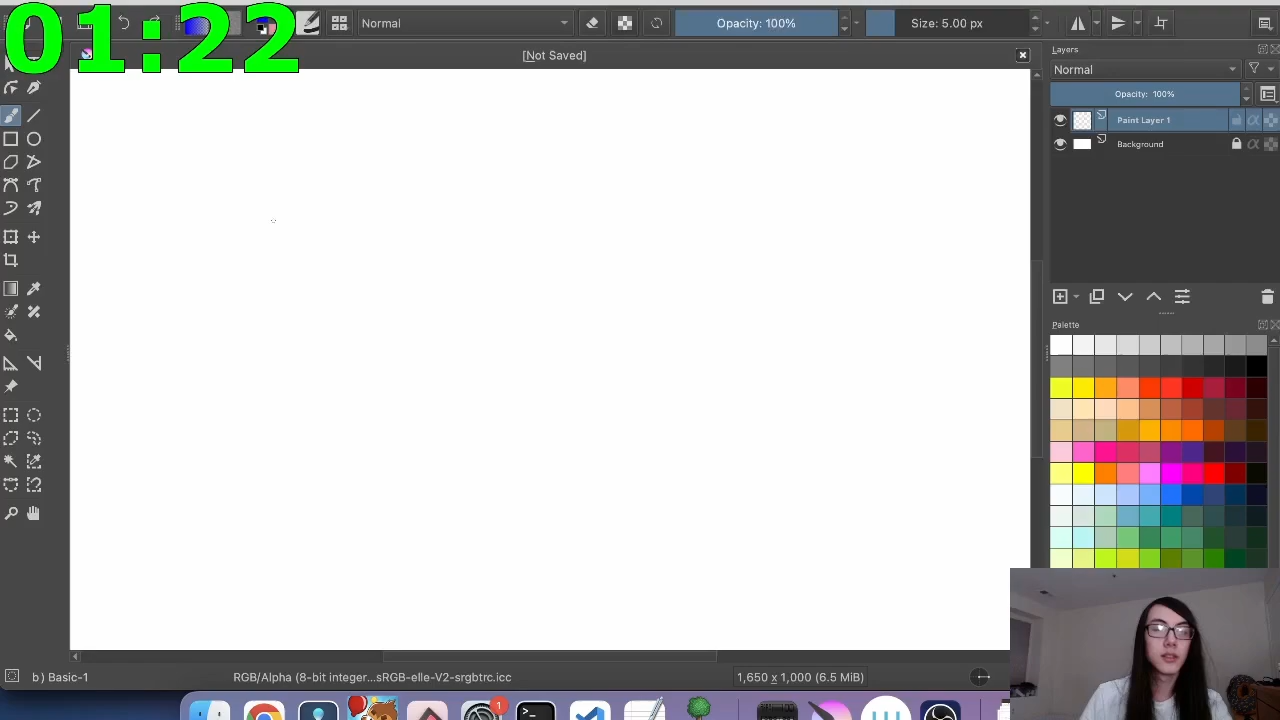 01:22
Normal
Opacity: 100%
Size: 5.00 px
[Not Saved]
Layers
Normal
Opacity: 100%
Paint Layer 1
Background
Palette
b) Basic-1
RGB/Alpha (8-bit integer...sRGB-elle-V2-srgbtrc.icc
1,650 x 1,000 (6.5 MiB)
1